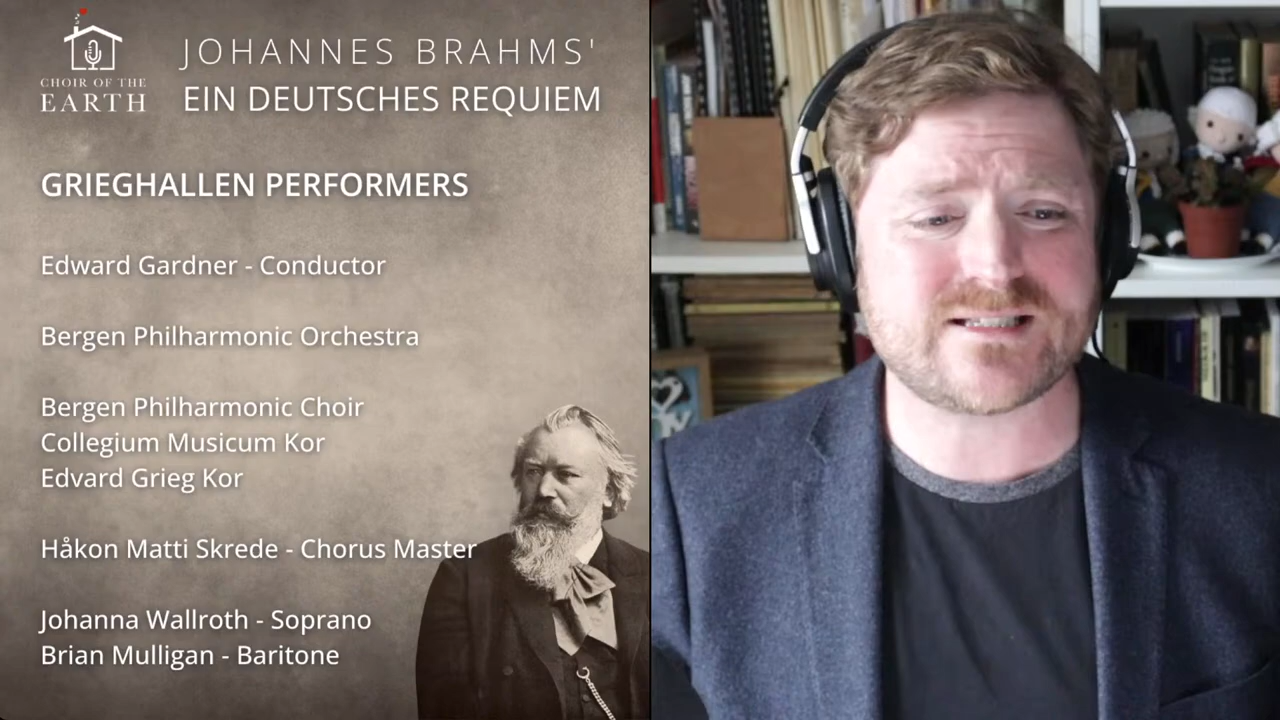 CHOIR OF THE
EARTH
JOHANNES BRAHMS'
EIN DEUTSCHES REQUIEM
GRIEGHALLEN PERFORMERS
Edward Gardner - Conductor
Bergen Philharmonic Orchestra
Bergen Philharmonic Choir
Collegium Musicum Kor
Edvard Grieg Kor
Håkon Matti Skrede - Chorus Master
Johanna Wallroth - Soprano
Brian Mulligan - Baritone